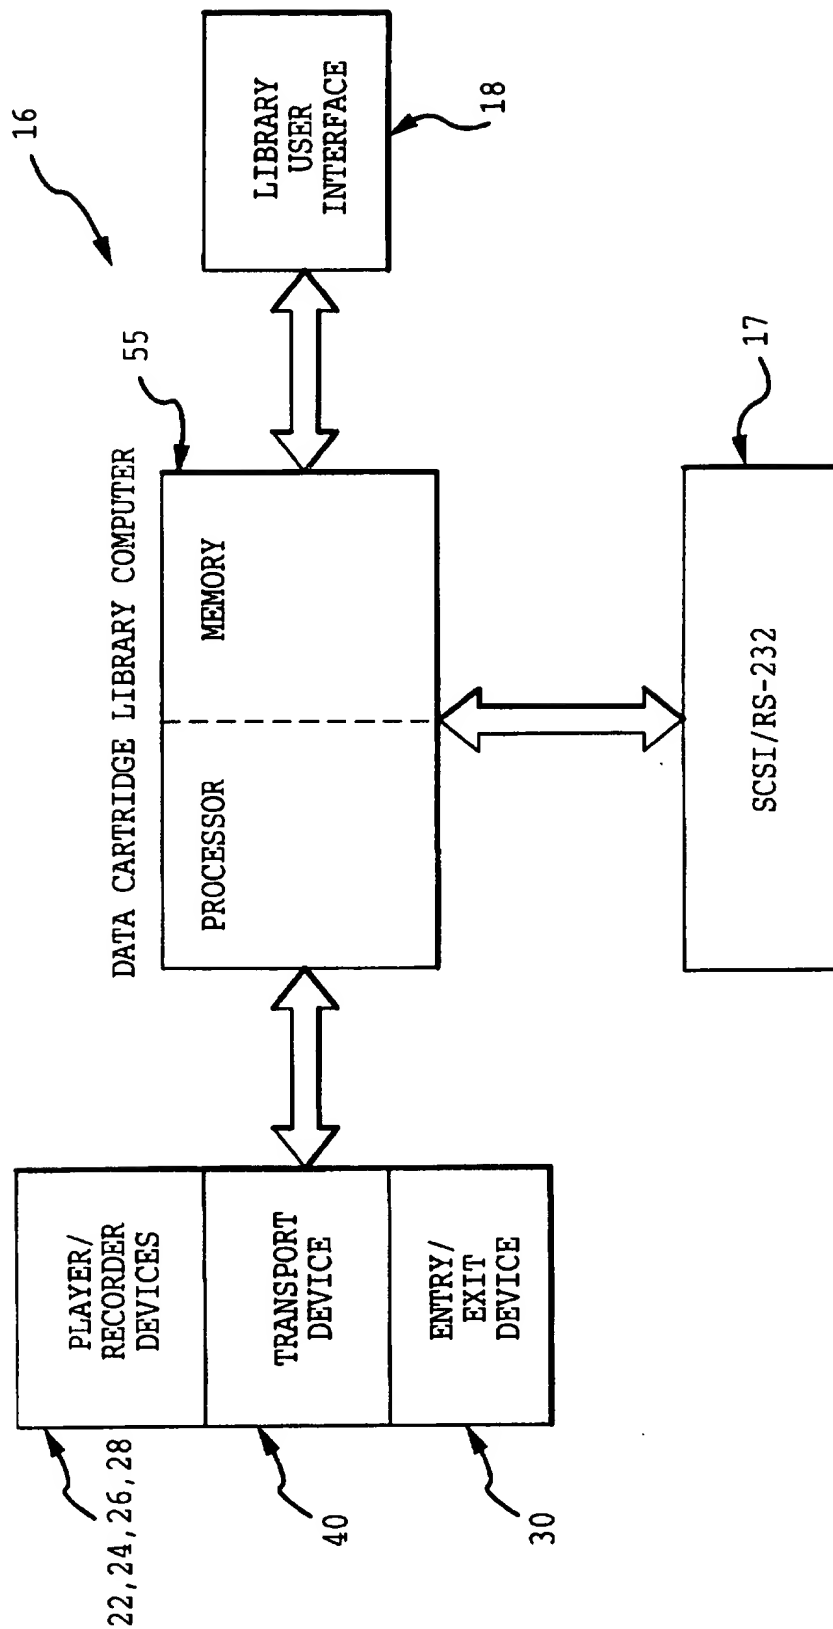 16
DATA CARTRIDGE LIBRARY COMPUTER
55
22,24,26,28
PLAYER/
RECORDER
DEVICES
40
TRANSPORT
DEVICE
30
ENTRY/
EXIT
DEVICE
PROCESSOR
MEMORY
LIBRARY
USER
INTERFACE
18
SCSI/RS-232
17